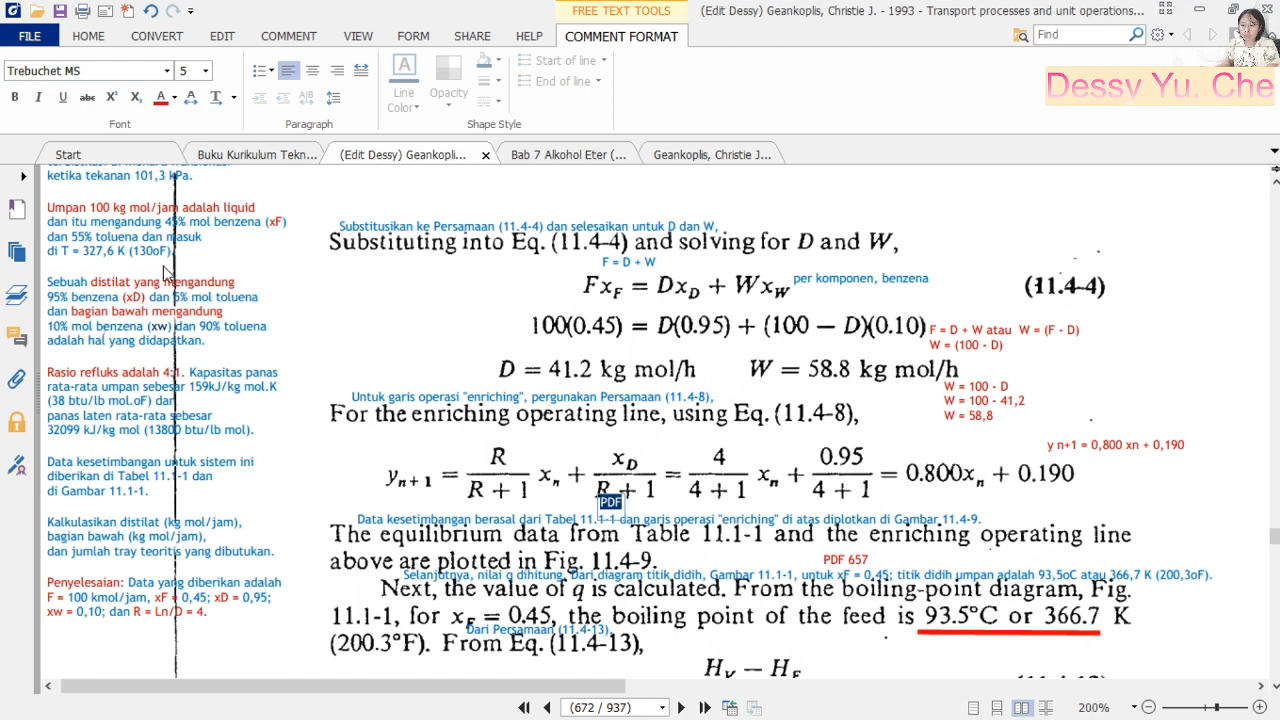 FREE TEXT TOOLS
(Edit Dessy) Geankoplis, Christie J. - 1993 - Transport processes and unit operations...
FILE HOME CONVERT EDIT COMMENT VIEW FORM SHARE HELP COMMENT FORMAT
Find
Trebuchet MS 5
Line Color
Opacity
Start of line
End of line
Font Paragraph Shape Style
Dessy Yu, Che
Start
Buku Kurikulum Tekn...
(Edit Dessy) Geankopli...
Bab 7 Alkohol Eter (...
Geankoplis, Christie J...
ketika tekanan 101,3 kPa.
Umpan 100 kg mol/jam adalah liquid
dan itu mengandung 45% mol benzena (xF)
dan 55% toluena dan masuk
di T = 327,6 K (130oF).
Sebuah distilat yang mengandung
95% benzena (xD) dan 5% mol toluena
dan bagian bawah mengandung
10% mol benzena (xw) dan 90% toluena
adalah hal yang didapatkan.
Rasio refluks adalah 4:1. Kapasitas panas
rata-rata umpan sebesar 159kJ/kg mol.K
(38 btu/lb mol.oF) dan
panas laten rata-rata sebesar
32099 kJ/kg mol (13800 btu/lb mol).
Data kesetimbangan untuk sistem ini
diberikan di Tabel 11.1-1 dan
di Gambar 11.1-1.
Kalkulasikan distilat (kg mol/jam),
bagian bawah (kg mol/jam),
dan jumlah tray teoritis yang dibutukan.
Penyelesaian: Data yang diberikan adalah
F = 100 kmol/jam, xF = 0,45; xD = 0,95;
xw = 0,10; dan R = Ln/D = 4.
Substitusikan ke Persamaan (11.4-4) dan selesaikan untuk D dan W,
Substituting into Eq. (11.4-4) and solving for D and W,
F = D + W
Fx_F = Dx_D + Wx_W per komponen, benzena (11.4-4)
100(0.45) = D(0.95) + (100 − D)(0.10) F = D + W atau W = (F - D)
W = (100 - D)
D = 41.2 kg mol/h W = 58.8 kg mol/h
W = 100 - D
W = 100 - 41,2
W = 58,8
Untuk garis operasi "enriching", pergunakan Persamaan (11.4-8),
For the enriching operating line, using Eq. (11.4-8),
y n+1 = 0,800 xn + 0,190
y_{n+1} = R/(R + 1) x_n + x_D/(R + 1) = 4/(4 + 1) x_n + 0.95/(4 + 1) = 0.800x_n + 0.190
PDF
Data kesetimbangan berasal dari Tabel 11.1-1 dan garis operasi "enriching" di atas diplotkan di Gambar 11.4-9.
The equilibrium data from Table 11.1-1 and the enriching operating line
above are plotted in Fig. 11.4-9.
PDF 657
Selanjutnya, nilai q dihitung. Dari diagram titik didih, Gambar 11.1-1, untuk xF = 0,45; titik didih umpan adalah 93,5oC atau 366,7 K (200,3oF).
Next, the value of q is calculated. From the boiling-point diagram, Fig.
11.1-1, for x_F = 0.45, the boiling point of the feed is 93.5°C or 366.7 K
Dari Persamaan (11.4-13),
(200.3°F). From Eq. (11.4-13),
H_V − H_F
(672 / 937)
200%